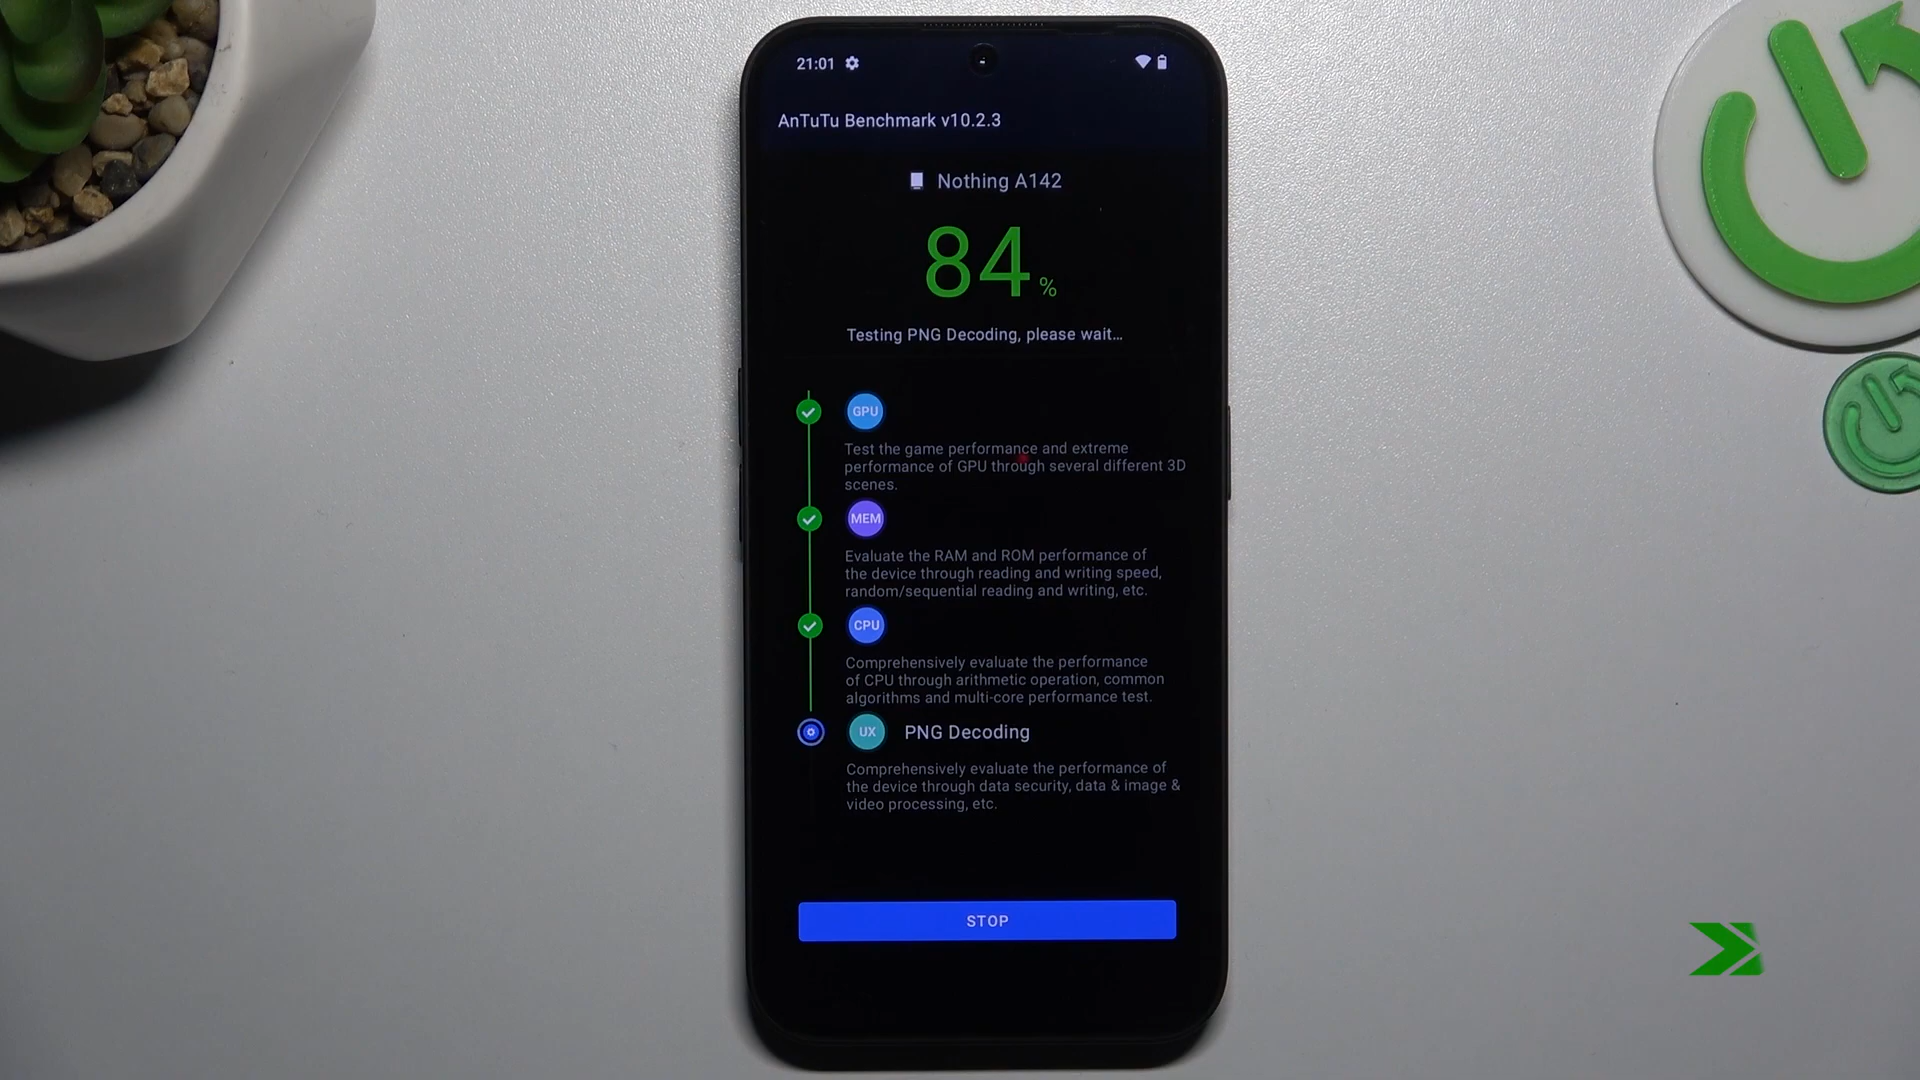 21:01
AnTuTu Benchmark v10.2.3
Nothing A142
84%
Testing PNG Decoding, please wait...
GPU
Test the game performance and extreme
performance of GPU through several different 3D
scenes.
MEM
Evaluate the RAM and ROM performance of
the device through reading and writing speed,
random/sequential reading and writing, etc.
CPU
Comprehensively evaluate the performance
of CPU through arithmetic operation, common
algorithms and multi-core performance test.
UX PNG Decoding
Comprehensively evaluate the performance of
the device through data security, data & image &
video processing, etc.
STOP